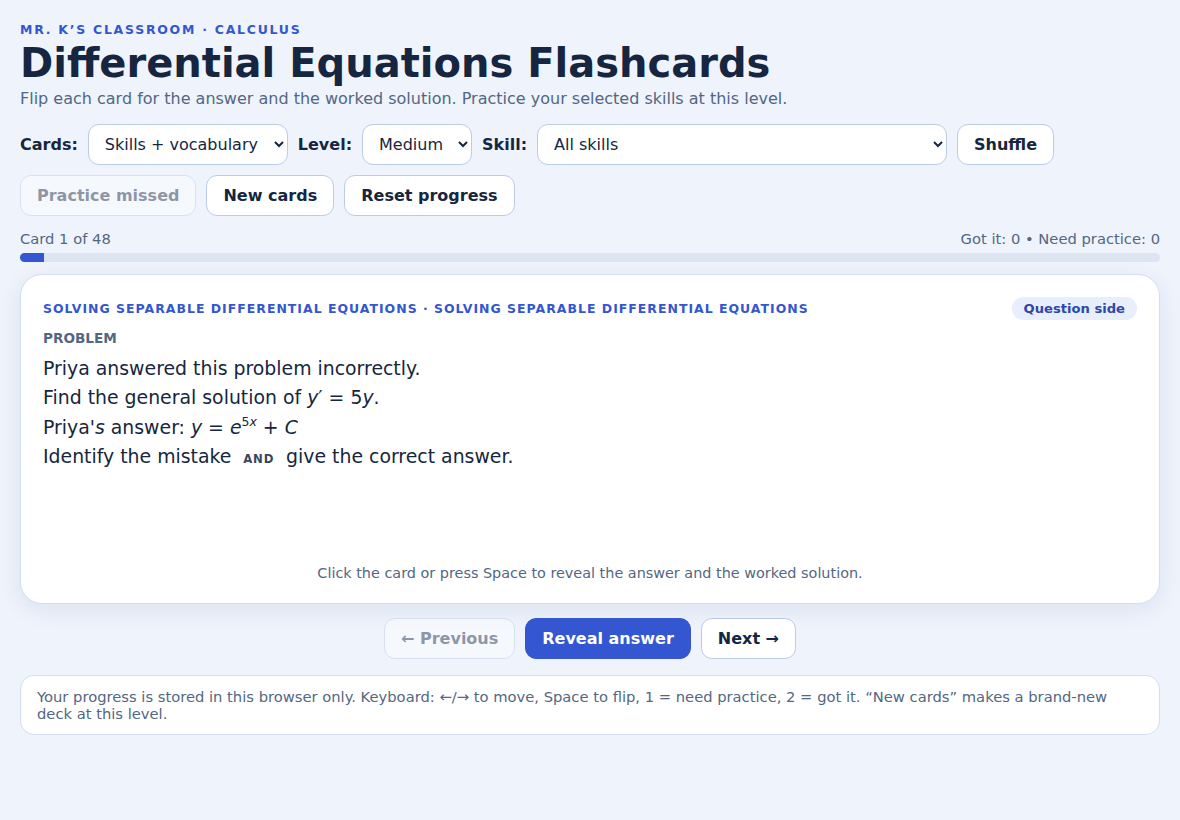 MR. K’S CLASSROOM · CALCULUS
Differential Equations Flashcards
Flip each card for the answer and the worked solution. Practice your selected skills at this level.
Cards: Skills + vocabulary Level: Medium Skill: All skills Shuffle
Practice missed New cards Reset progress
Card 1 of 48 Got it: 0 • Need practice: 0
SOLVING SEPARABLE DIFFERENTIAL EQUATIONS · SOLVING SEPARABLE DIFFERENTIAL EQUATIONS Question side
PROBLEM
Priya answered this problem incorrectly.
Find the general solution of y′ = 5y.
Priya's answer: y = e^{5x} + C
Identify the mistake AND give the correct answer.
Click the card or press Space to reveal the answer and the worked solution.
← Previous Reveal answer Next →
Your progress is stored in this browser only. Keyboard: ←/→ to move, Space to flip, 1 = need practice, 2 = got it. “New cards” makes a brand-new
deck at this level.